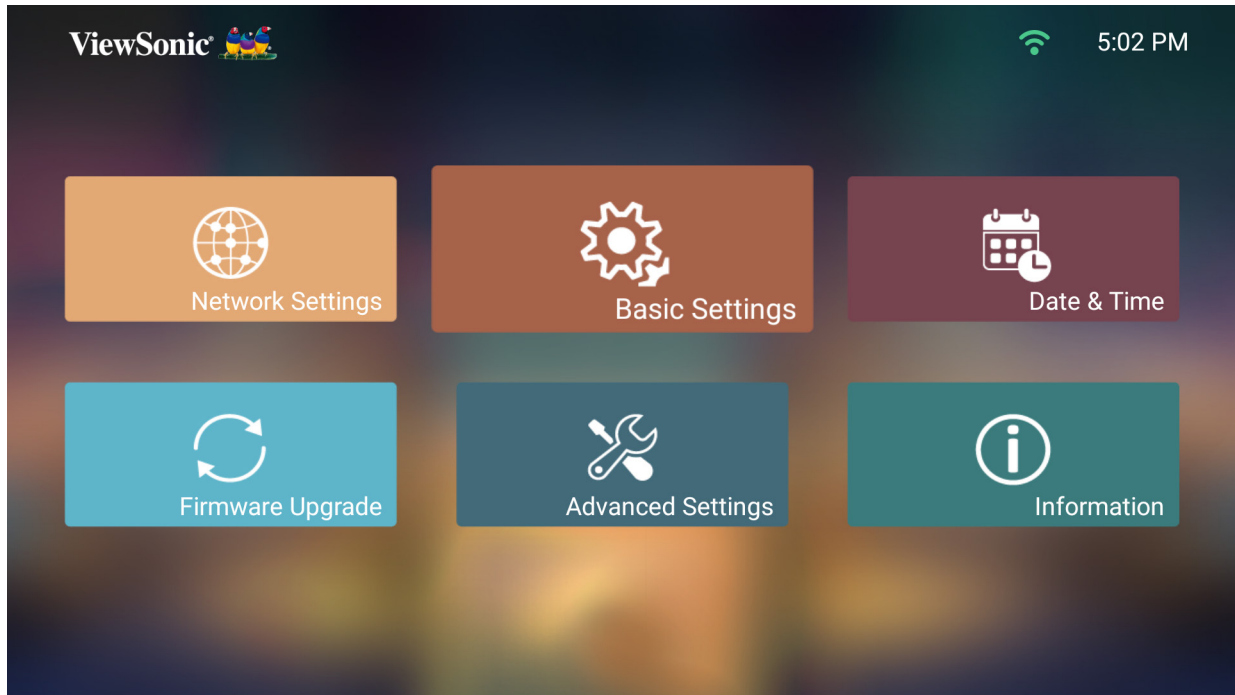 ViewSonic®
5:02 PM
Network Settings
Basic Settings
Date & Time
Firmware Upgrade
Advanced Settings
Information